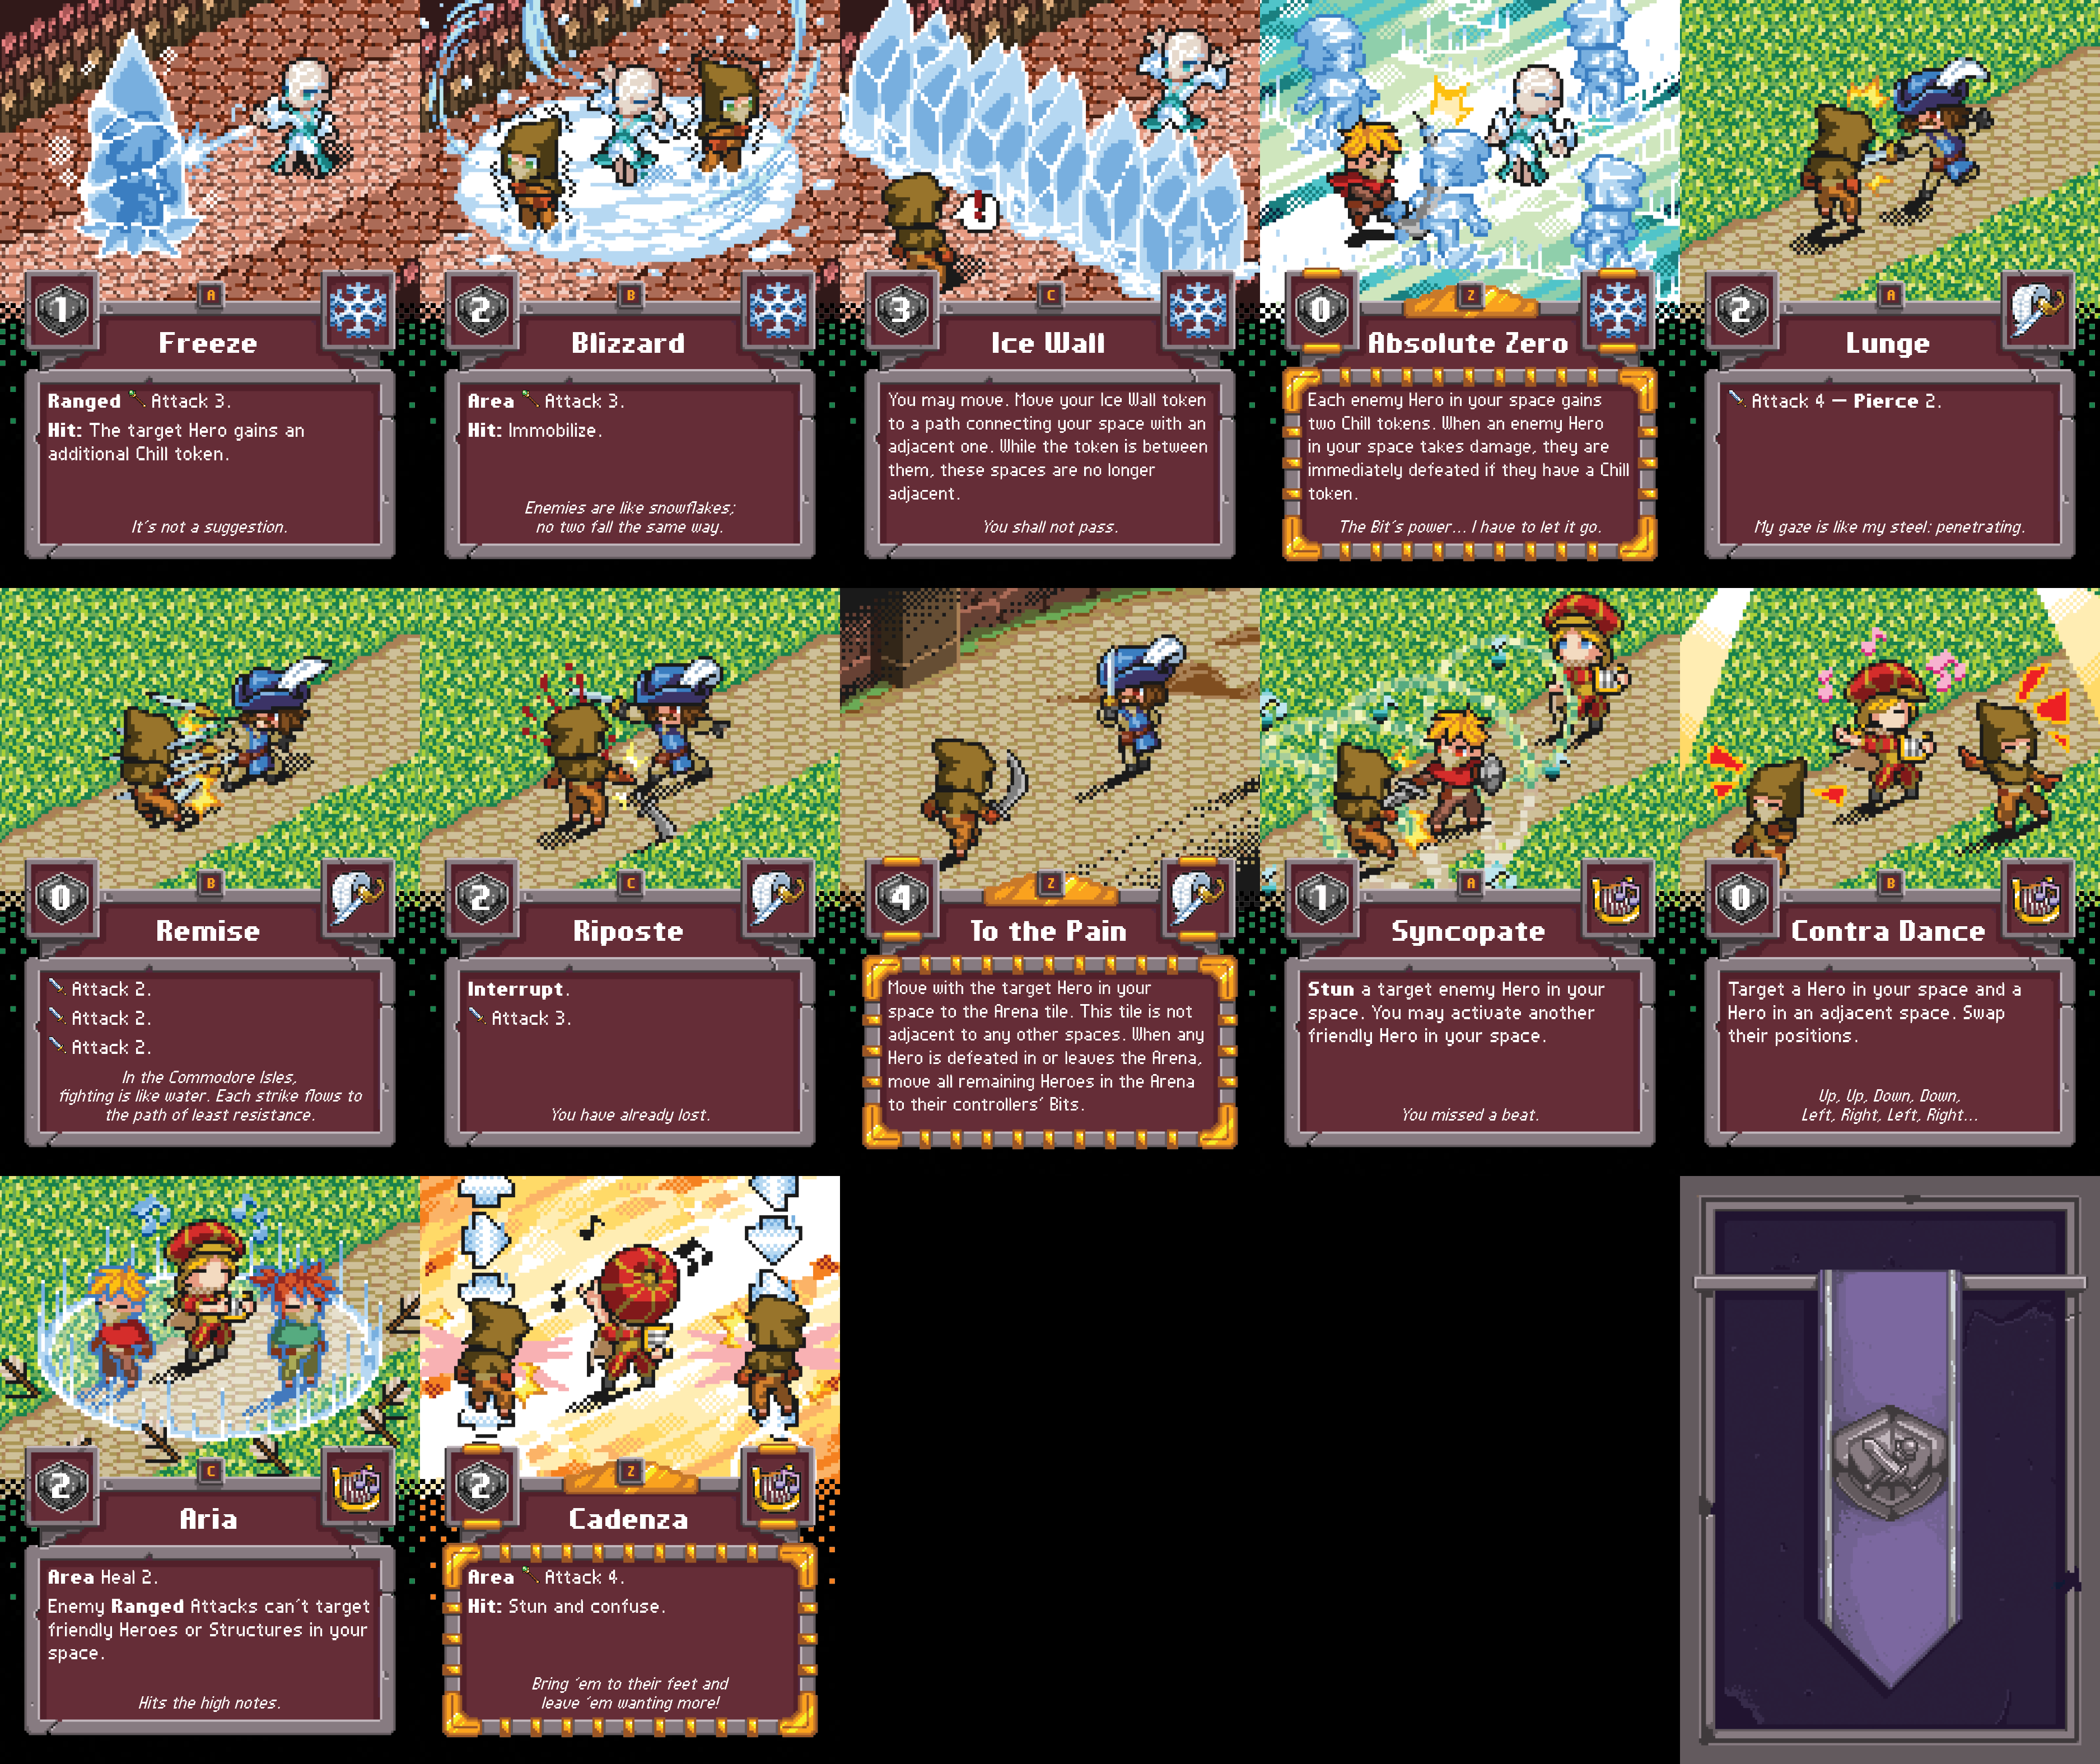 1
A
Freeze
Ranged Attack 3.
Hit: The target Hero gains an
additional Chill token.
It's not a suggestion.
2
B
Blizzard
Area Attack 3.
Hit: Immobilize.
Enemies are like snowflakes;
no two fall the same way.
!
3
C
Ice Wall
You may move. Move your Ice Wall token
to a path connecting your space with an
adjacent one. While the token is between
them, these spaces are no longer
adjacent.
You shall not pass.
0
Z
Absolute Zero
Each enemy Hero in your space gains
two Chill tokens. When an enemy Hero
in your space takes damage, they are
immediately defeated if they have a Chill
token.
The Bit's power... I have to let it go.
2
A
Lunge
Attack 4 — Pierce 2.
My gaze is like my steel: penetrating.
0
B
Remise
Attack 2.
Attack 2.
Attack 2.
In the Commodore Isles,
fighting is like water. Each strike flows to
the path of least resistance.
2
C
Riposte
Interrupt.
Attack 3.
You have already lost.
4
Z
To the Pain
Move with the target Hero in your
space to the Arena tile. This tile is not
adjacent to any other spaces. When any
Hero is defeated in or leaves the Arena,
move all remaining Heroes in the Arena
to their controllers' Bits.
1
A
Syncopate
Stun a target enemy Hero in your
space. You may activate another
friendly Hero in your space.
You missed a beat.
0
B
Contra Dance
Target a Hero in your space and a
Hero in an adjacent space. Swap
their positions.
Up, Up, Down, Down,
Left, Right, Left, Right...
2
C
Aria
Area Heal 2.
Enemy Ranged Attacks can't target
friendly Heroes or Structures in your
space.
Hits the high notes.
2
Z
Cadenza
Area Attack 4.
Hit: Stun and confuse.
Bring 'em to their feet and
leave 'em wanting more!